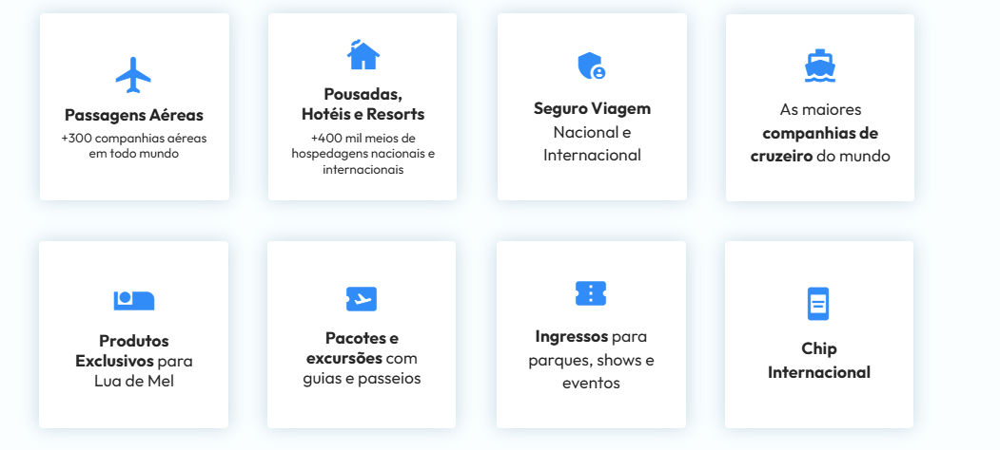 Passagens Aéreas
+300 companhias aéreas
em todo mundo
Pousadas,
Hotéis e Resorts
+400 mil meios de
hospedagens nacionais e
internacionais
Seguro Viagem
Nacional e
Internacional
As maiores
companhias de
cruzeiro do mundo
Produtos
Exclusivos para
Lua de Mel
Pacotes e
excursões com
guias e passeios
Ingressos para
parques, shows e
eventos
Chip
Internacional